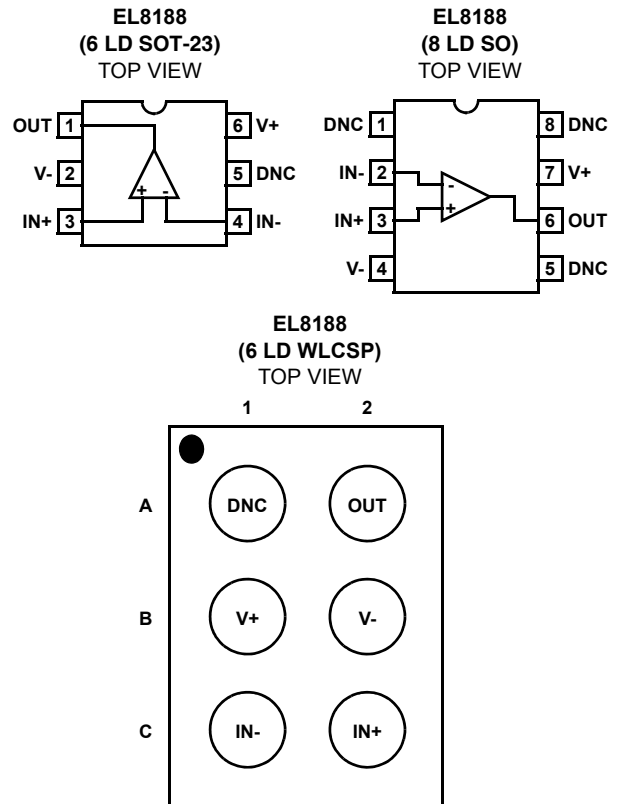 EL8188
(6 LD SOT-23)
TOP VIEW
OUT 1
6 V+
V- 2
5 DNC
IN+ 3
4 IN-
+ -
EL8188
(8 LD SO)
TOP VIEW
DNC 1
8 DNC
IN- 2
7 V+
IN+ 3
6 OUT
V- 4
5 DNC
-
+
EL8188
(6 LD WLCSP)
TOP VIEW
1 2
A DNC OUT
B V+ V-
C IN- IN+